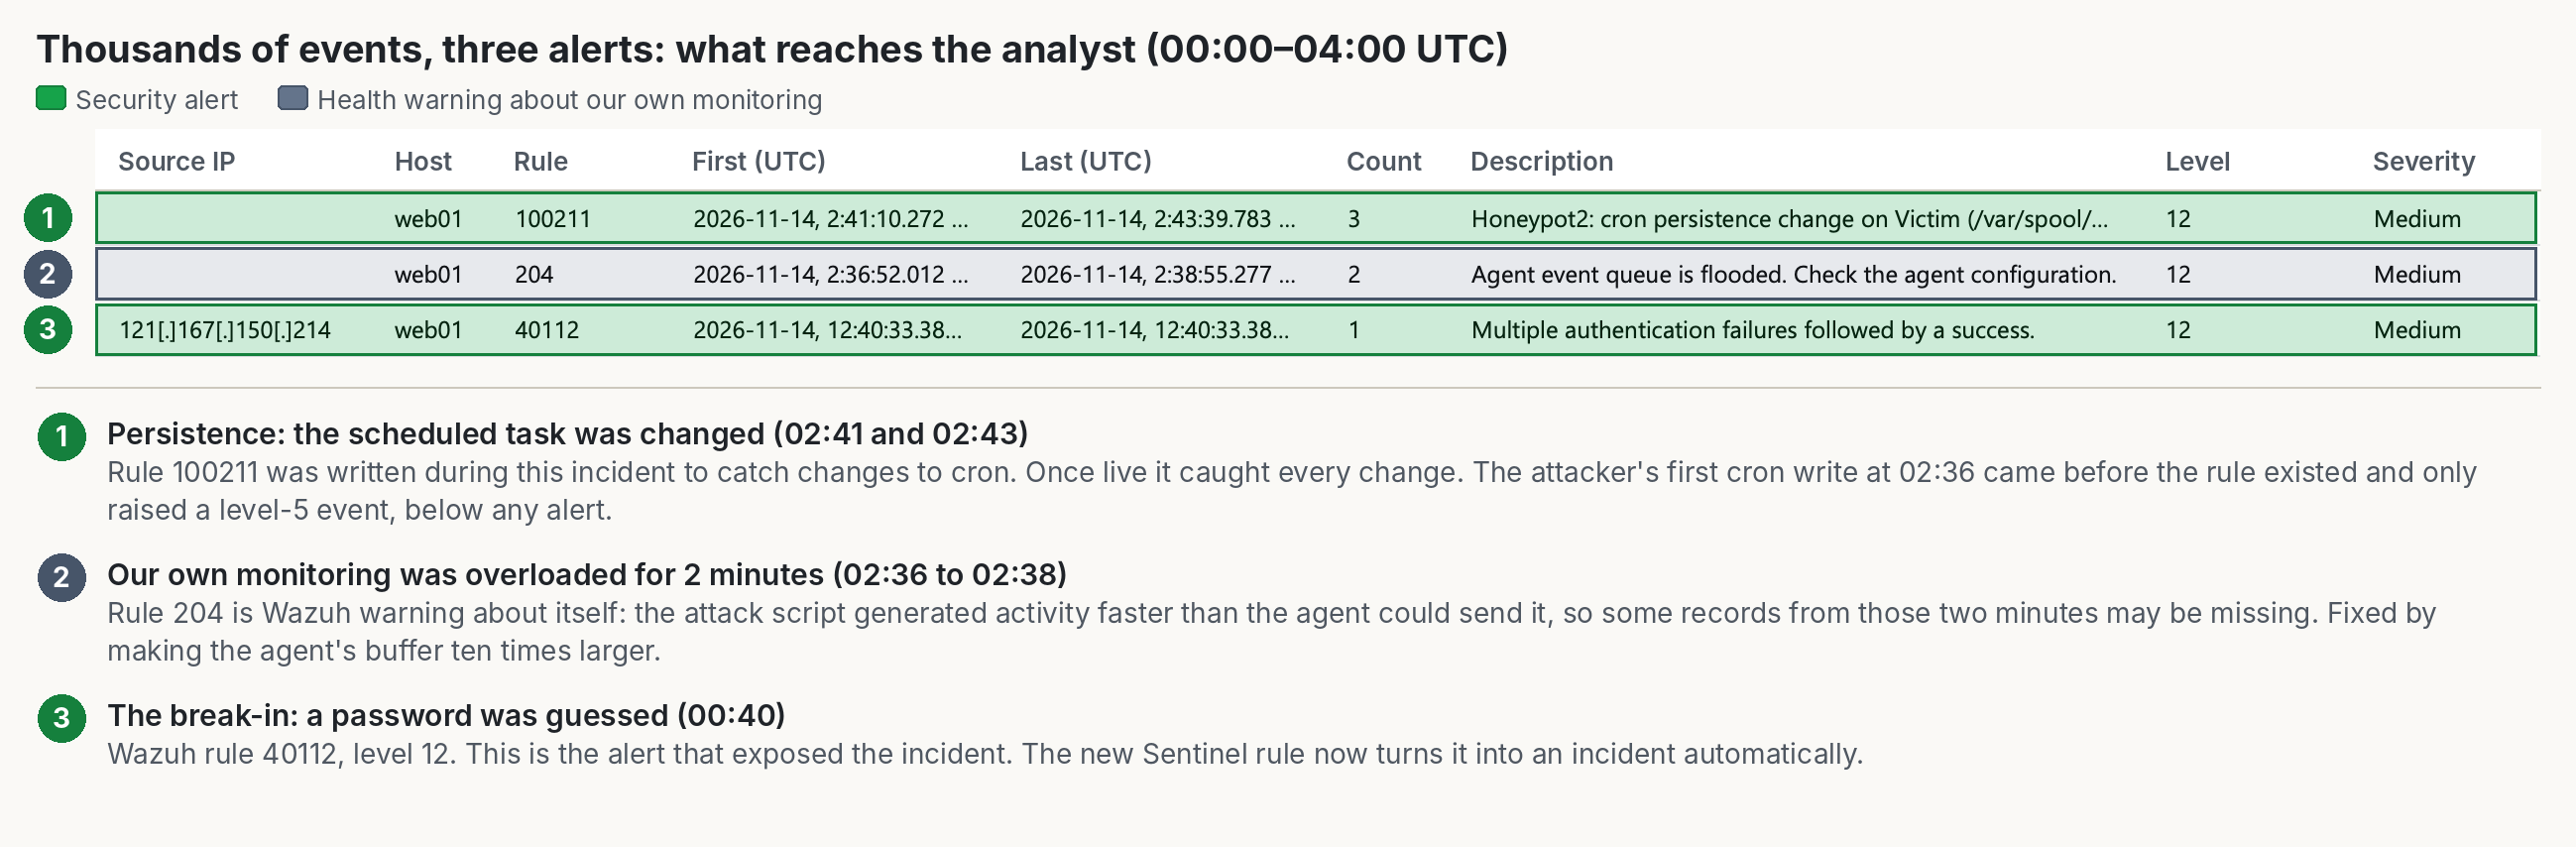 Thousands of events, three alerts: what reaches the analyst (00:00–04:00 UTC)
Security alert Health warning about our own monitoring
Source IP Host Rule First (UTC) Last (UTC) Count Description Level Severity
1 web01 100211 2026-11-14, 2:41:10.272 ... 2026-11-14, 2:43:39.783 ... 3 Honeypot2: cron persistence change on Victim (/var/spool/... 12 Medium
2 web01 204 2026-11-14, 2:36:52.012 ... 2026-11-14, 2:38:55.277 ... 2 Agent event queue is flooded. Check the agent configuration. 12 Medium
3 121[.]167[.]150[.]214 web01 40112 2026-11-14, 12:40:33.38... 2026-11-14, 12:40:33.38... 1 Multiple authentication failures followed by a success. 12 Medium
1 Persistence: the scheduled task was changed (02:41 and 02:43)
Rule 100211 was written during this incident to catch changes to cron. Once live it caught every change. The attacker's first cron write at 02:36 came before the rule existed and only
raised a level-5 event, below any alert.
2 Our own monitoring was overloaded for 2 minutes (02:36 to 02:38)
Rule 204 is Wazuh warning about itself: the attack script generated activity faster than the agent could send it, so some records from those two minutes may be missing. Fixed by
making the agent's buffer ten times larger.
3 The break-in: a password was guessed (00:40)
Wazuh rule 40112, level 12. This is the alert that exposed the incident. The new Sentinel rule now turns it into an incident automatically.